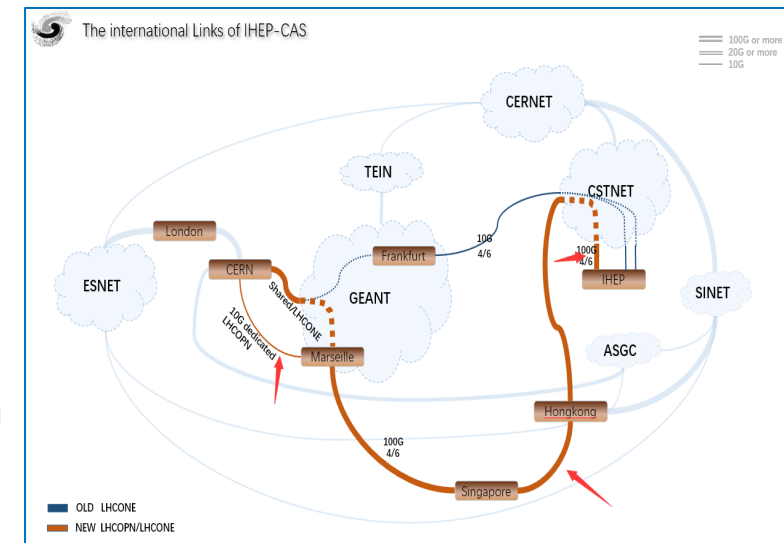 The international Links of IHEP-CAS
100G or more
20G or more
10G
CERNET
TEIN
CSTNET
London
10G
4/6
Frankfurt
100G
4/6
CERN
IHEP
ESNET
GEANT
SINET
Shared/LHCONE
10G dedicated
LHCOPN
Marseille
ASGC
Hongkong
100G
4/6
Singapore
OLD LHCONE
NEW LHCOPN/LHCONE